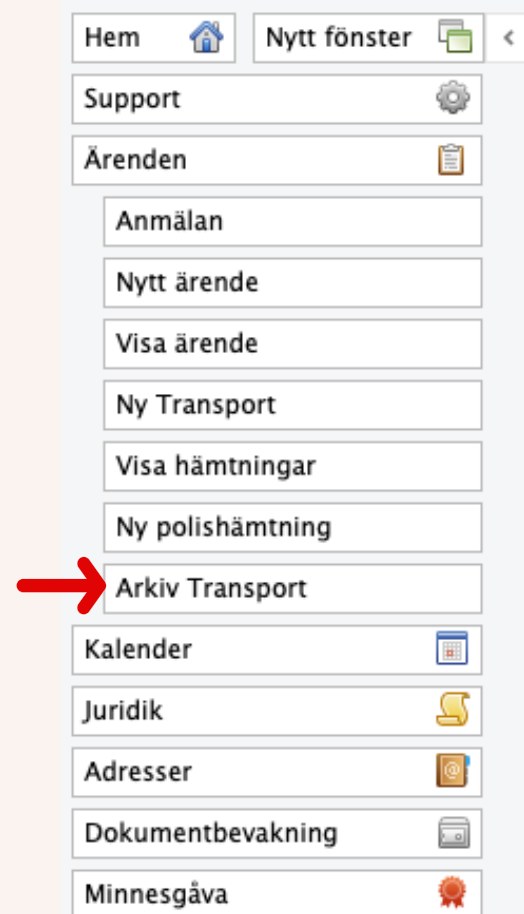 Hem Nytt fönster
Support
Ärenden
Anmälan
Nytt ärende
Visa ärende
Ny Transport
Visa hämtningar
Ny polishämtning
Arkiv Transport
Kalender
Juridik
Adresser
Dokumentbevakning
Minnesgåva